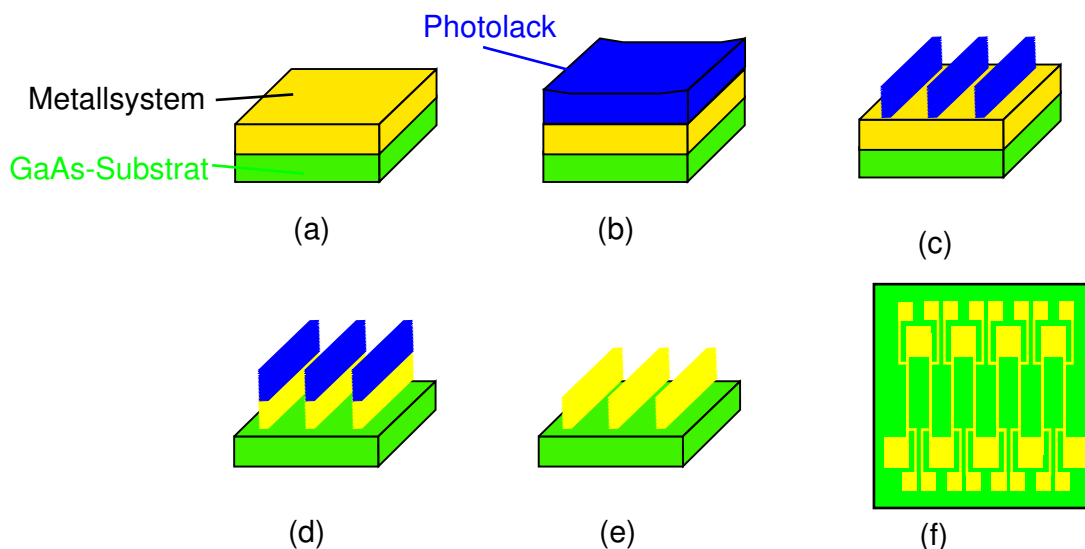 Photolack
Metallsystem
GaAs-Substrat
(a)
(b)
(c)
(d)
(e)
(f)